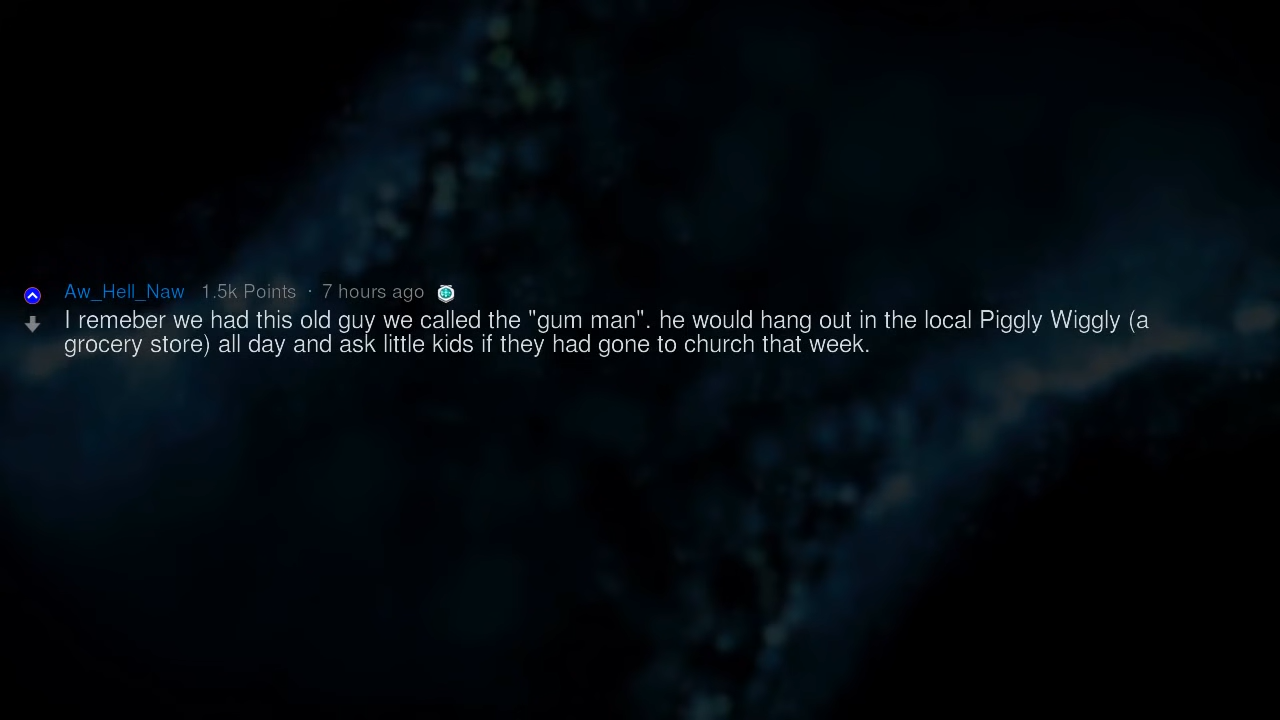 Aw_Hell_Naw 1.5k Points · 7 hours ago
I remeber we had this old guy we called the "gum man". he would hang out in the local Piggly Wiggly (a
grocery store) all day and ask little kids if they had gone to church that week.